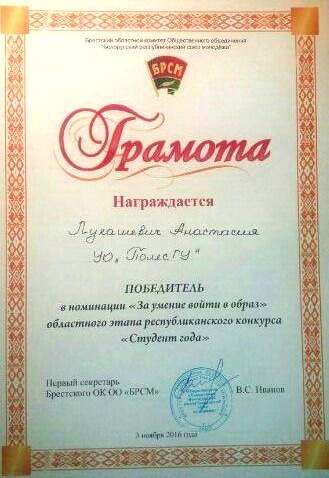 Брестский областной комитет Общественного объединения
"Белорусский республиканский союз молодёжи"
БРСМ
Грамота
Награждается
Лукашевич Анастасия
УО „ПолесГУ“
ПОБЕДИТЕЛЬ
в номинации «За умение войти в образ»
областного этапа республиканского конкурса
«Студент года»
Первый секретарь
Брестского ОК ОО «БРСМ»
В.С. Иванов
3 ноября 2016 года